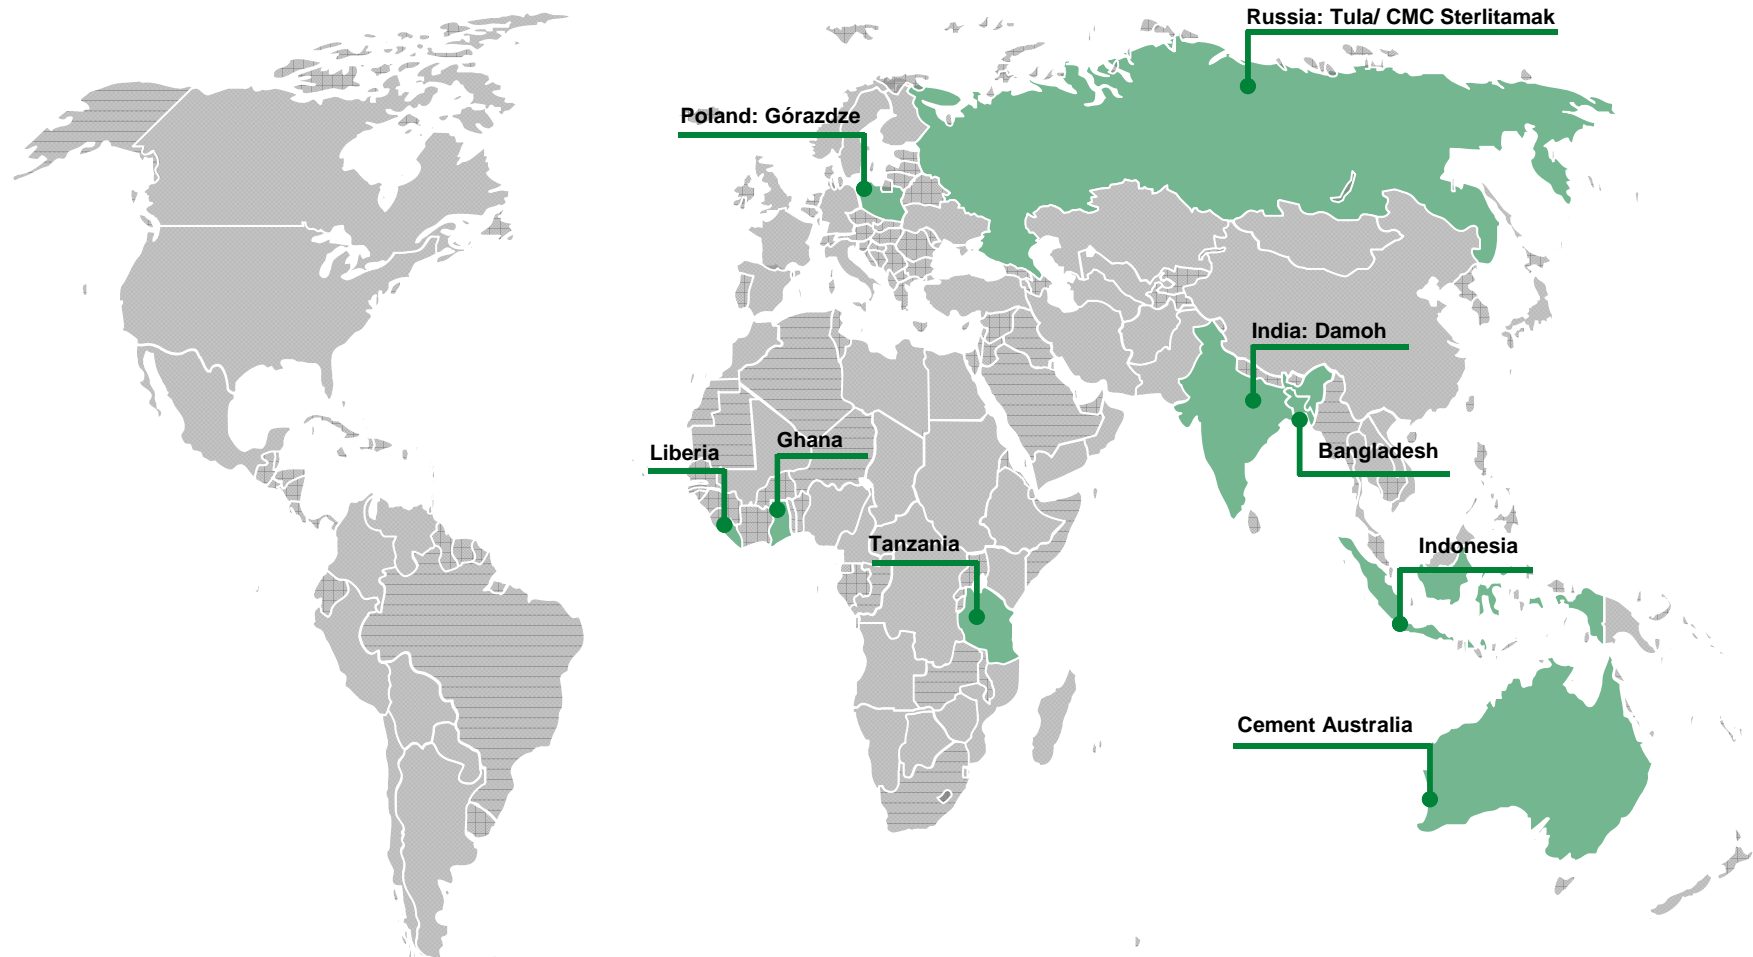 Russia: Tula/ CMC Sterlitamak
Poland: Górazdze
India: Damoh
Ghana
Liberia
Bangladesh
Tanzania
Indonesia
Cement Australia